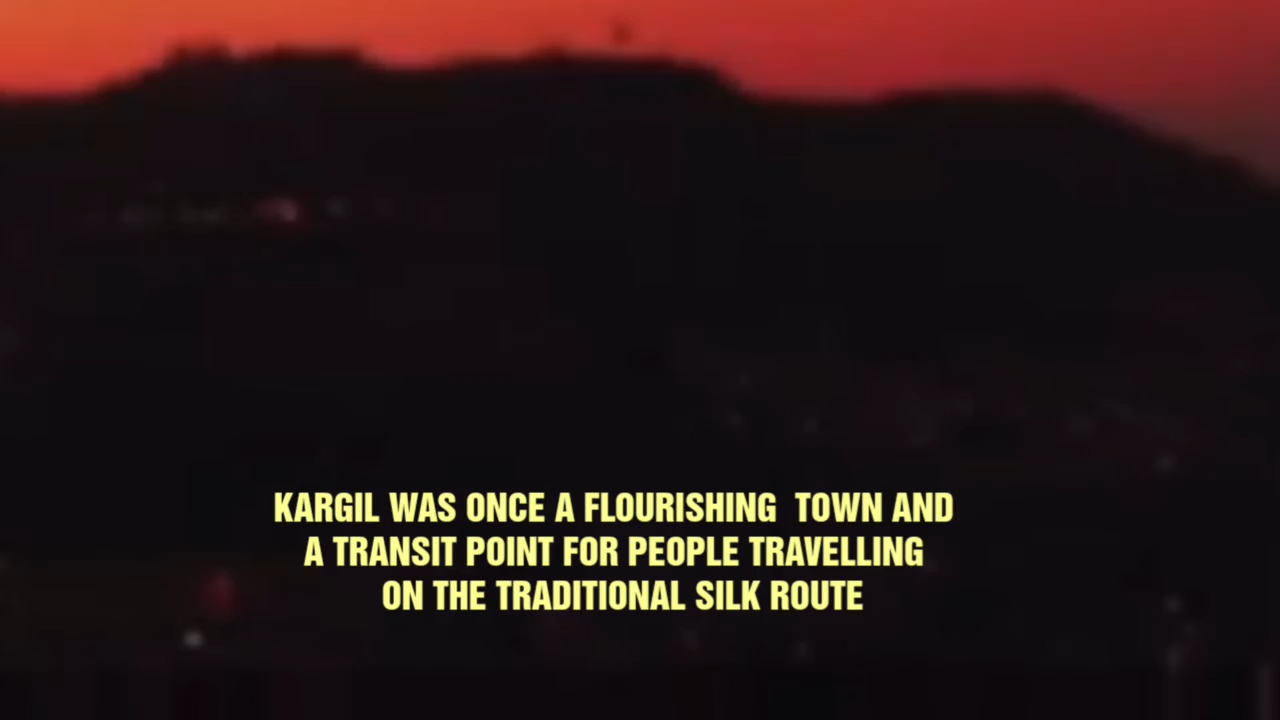 KARGIL WAS ONCE A FLOURISHING  TOWN AND
A TRANSIT POINT FOR PEOPLE TRAVELLING
ON THE TRADITIONAL SILK ROUTE